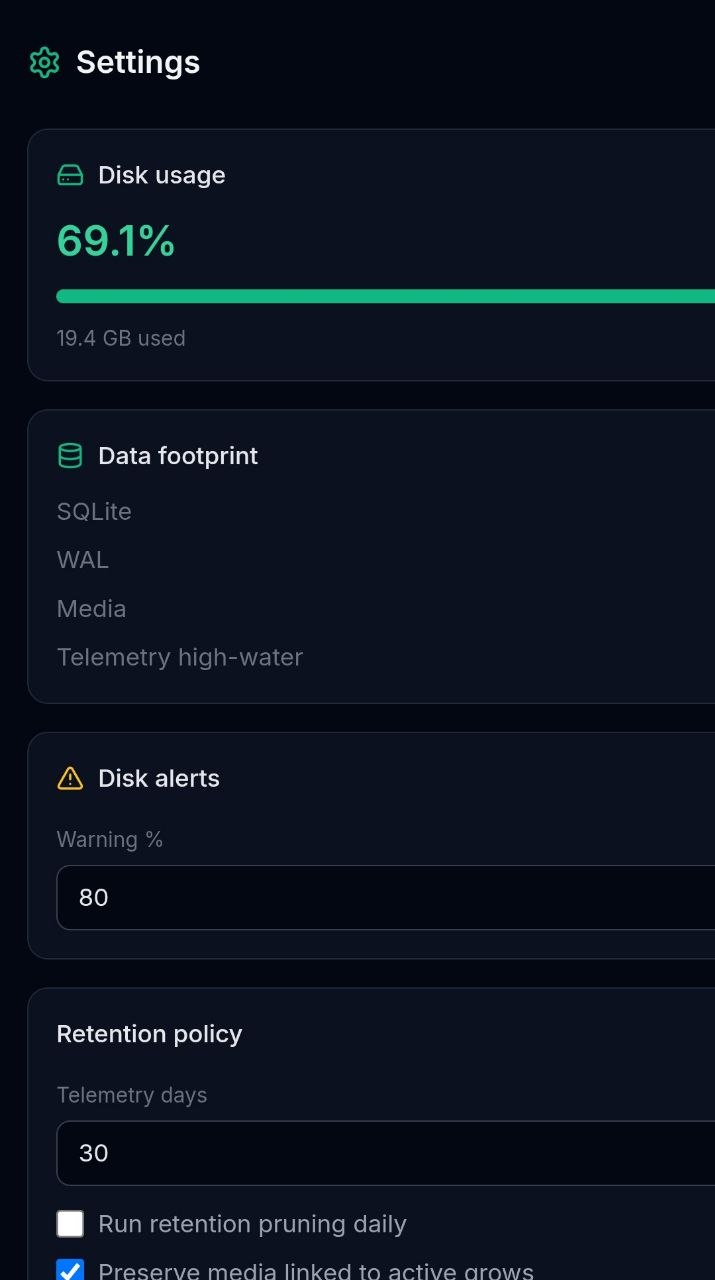 Settings
Disk usage
69.1%
19.4 GB used
Data footprint
SQLite
WAL
Media
Telemetry high-water
Disk alerts
Warning %
80
Retention policy
Telemetry days
30
Run retention pruning daily
Preserve media linked to active grows